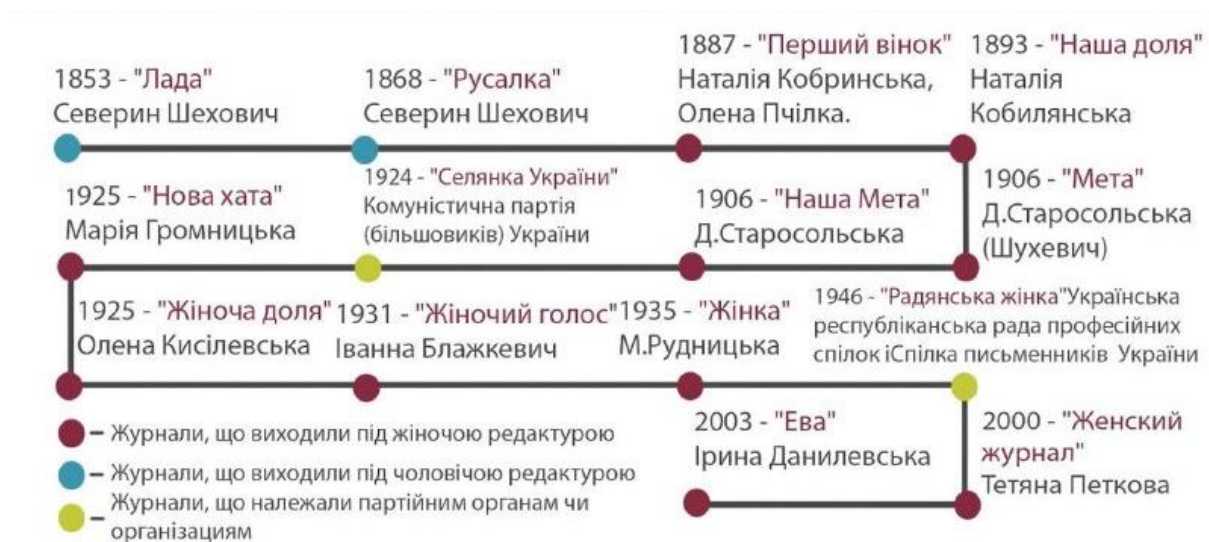 1853 - "Лада"
Северин Шехович
1868 - "Русалка"
Северин Шехович
1887 - "Перший вінок"
Наталія Кобринська,
Олена Пчілка.
1893 - "Наша доля"
Наталія
Кобилянська
1925 - "Нова хата"
Марія Громницька
1924 - "Селянка України"
Комуністична партія
(більшовиків) України
1906 - "Наша Мета"
Д.Старосольська
1906 - "Мета"
Д.Старосольська
(Шухевич)
1925 - "Жіноча доля"
Олена Кисілевська
1931 - "Жіночий голос"
Іванна Блажкевич
1935 - "Жінка"
М.Рудницька
1946 - "Радянська жінка"Українська
республіканська рада професійних
спілок іСпілка письменників України
2003 - "Ева"
Ірина Данилевська
2000 - "Женский
журнал"
Тетяна Петкова
– Журнали, що виходили під жіночою редактурою
– Журнали, що виходили під чоловічою редактурою
– Журнали, що належали партійним органам чи
організациям